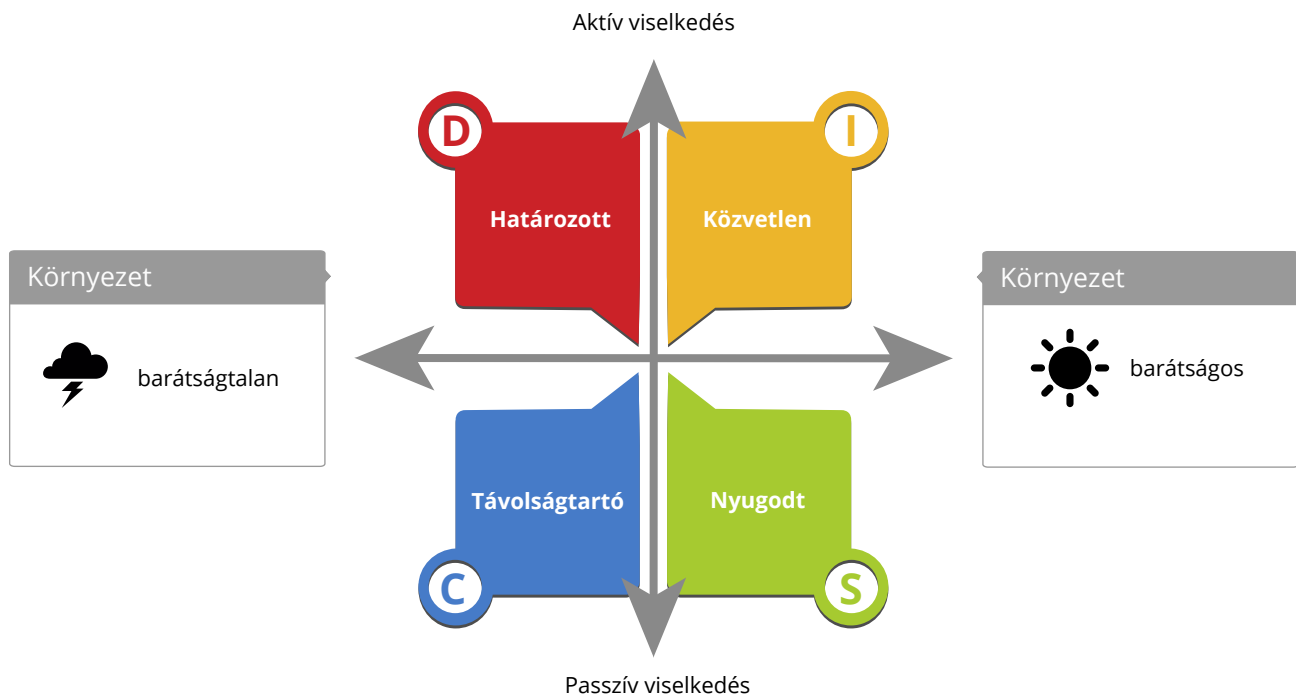 Aktív viselkedés
D
I
Határozott
Közvetlen
Környezet
barátságtalan
Környezet
barátságos
Távolságtartó
Nyugodt
C
S
Passzív viselkedés